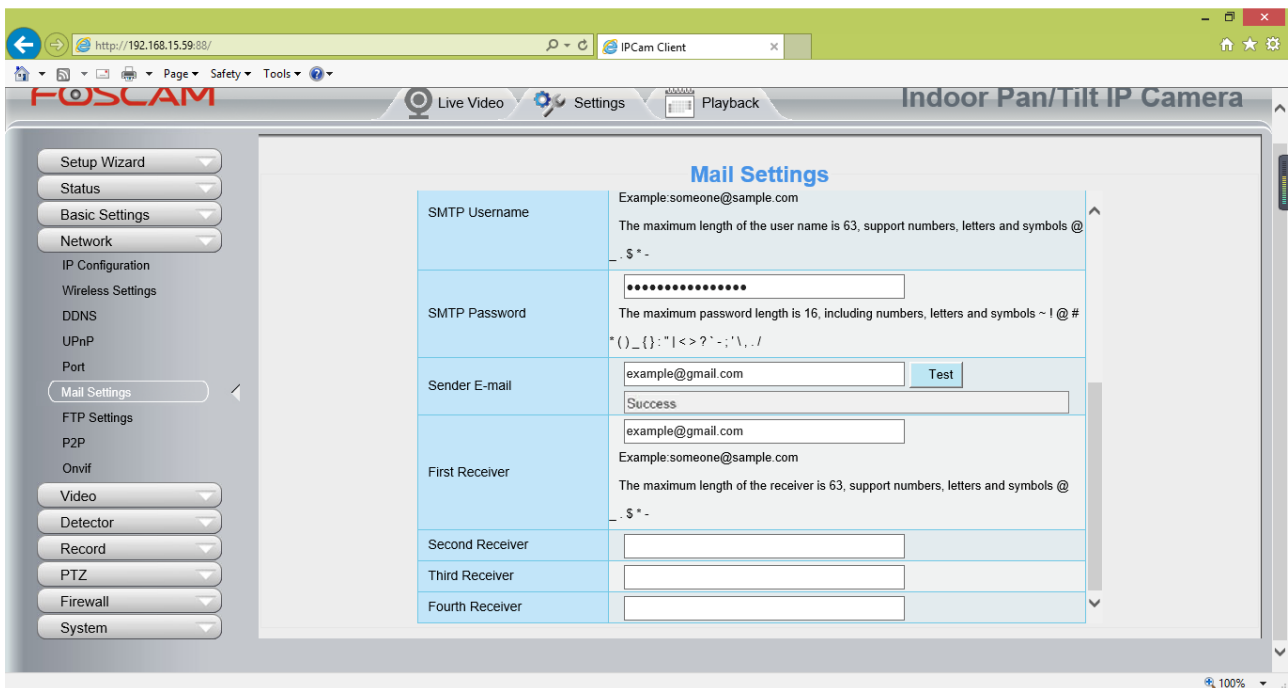 http://192.168.15.59:88/
IPCam Client
Page Safety Tools
FOSCAM
Live Video
Settings
Playback
Indoor Pan/Tilt IP Camera
Setup Wizard
Status
Basic Settings
Network
IP Configuration
Wireless Settings
DDNS
UPnP
Port
Mail Settings
FTP Settings
P2P
Onvif
Video
Detector
Record
PTZ
Firewall
System
Mail Settings
SMTP Username
Example:someone@sample.com
The maximum length of the user name is 63, support numbers, letters and symbols @
_ . $ * -
SMTP Password
••••••••••••••••
The maximum password length is 16, including numbers, letters and symbols ~ ! @ #
* ( ) _ { } : " | < > ? ` - ; ' \ , . /
Sender E-mail
example@gmail.com
Test
Success
First Receiver
example@gmail.com
Example:someone@sample.com
The maximum length of the receiver is 63, support numbers, letters and symbols @
_ . $ * -
Second Receiver
Third Receiver
Fourth Receiver
100%